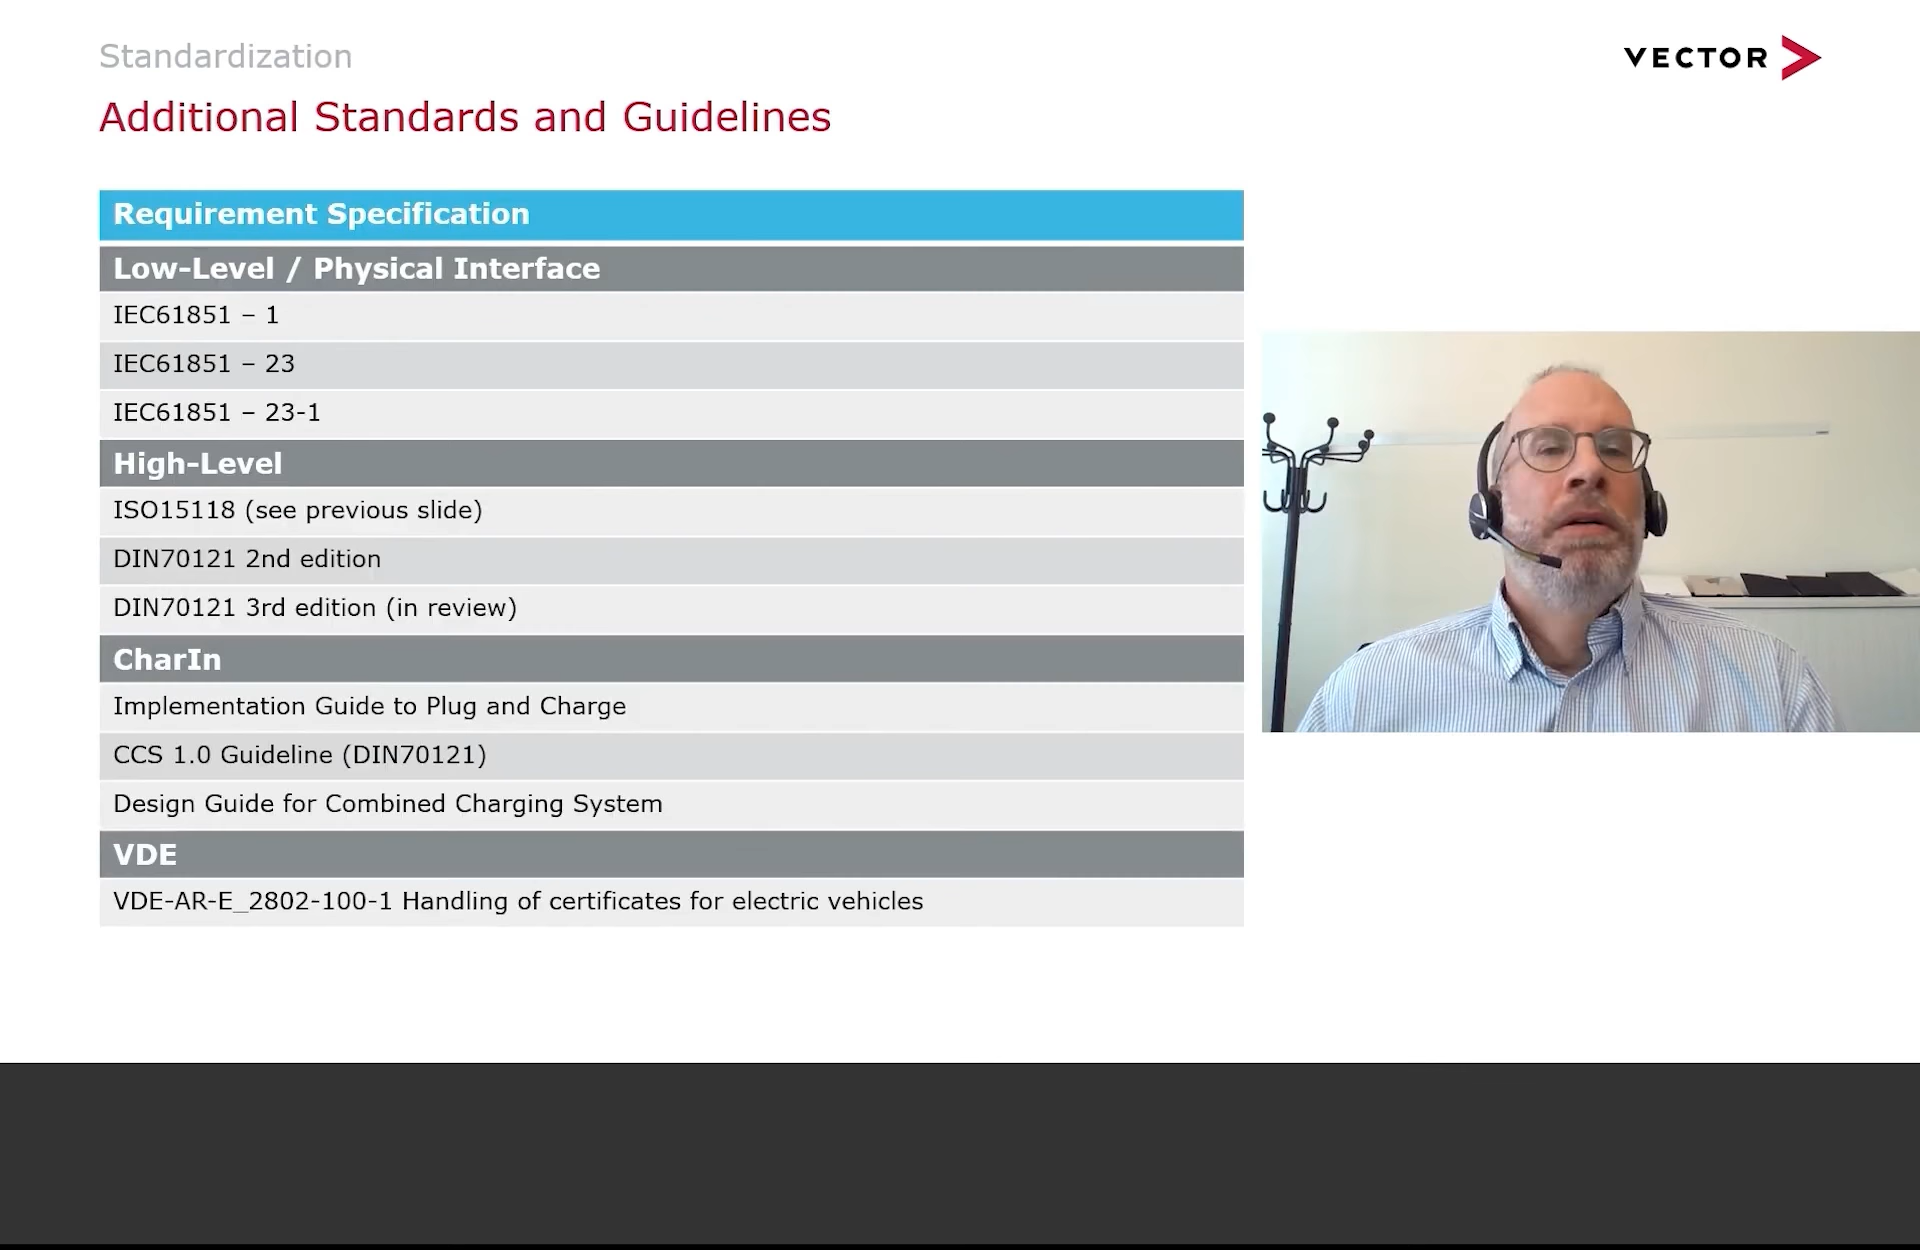 Standardization
VECTOR
Additional Standards and Guidelines
Requirement Specification
Low-Level / Physical Interface
IEC61851 – 1
IEC61851 – 23
IEC61851 – 23-1
High-Level
ISO15118 (see previous slide)
DIN70121 2nd edition
DIN70121 3rd edition (in review)
CharIn
Implementation Guide to Plug and Charge
CCS 1.0 Guideline (DIN70121)
Design Guide for Combined Charging System
VDE
VDE-AR-E_2802-100-1 Handling of certificates for electric vehicles